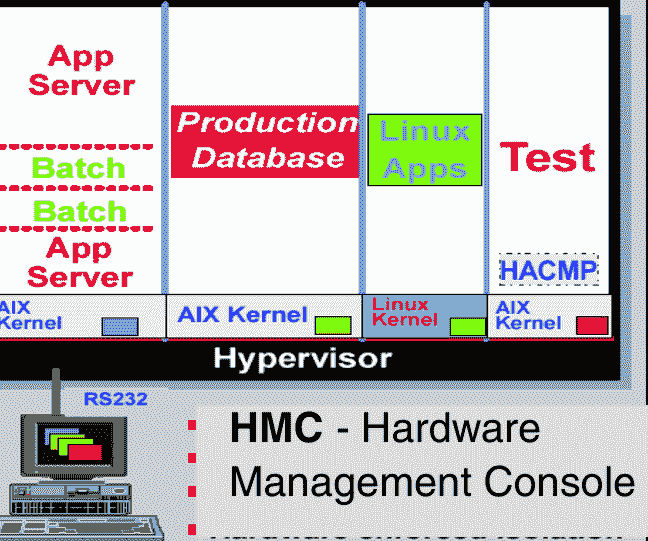 App
Server
Batch
Batch
App
Server
Production
Database
Linux
Apps
Test
HACMP
AIX
Kernel
AIX Kernel
Linux
Kernel
AIX
Kernel
Hypervisor
RS232
HMC - Hardware
Management Console